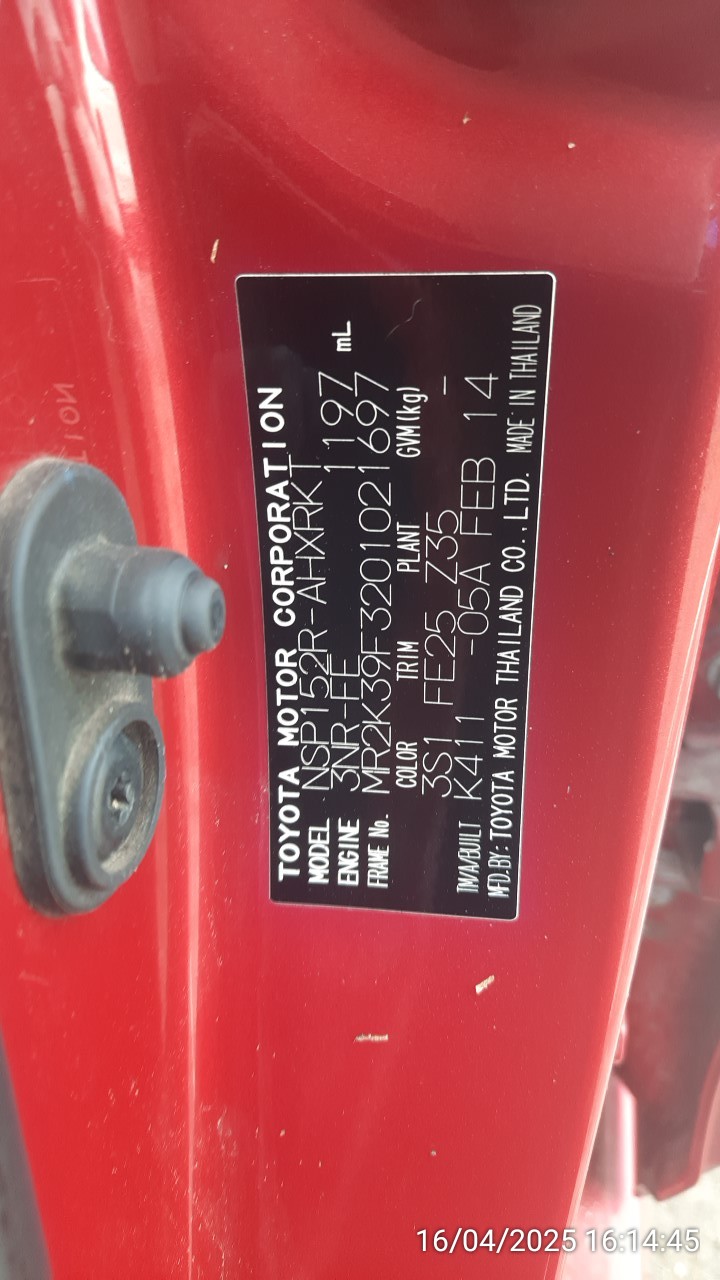 TOYOTA MOTOR CORPORATION
MODEL NSP152R-AHXRKT
ENGINE 3NR-FE 1197 mL
FRAME No. MR2K39F3201021697
COLOR TRIM PLANT GVM(kg)
3S1 FE25 Z35 -
TM/A/BUILT K411 -05A FEB 14
MFD.BY: TOYOTA MOTOR THAILAND CO.,LTD. MADE IN THAILAND
16/04/2025 16:14:45